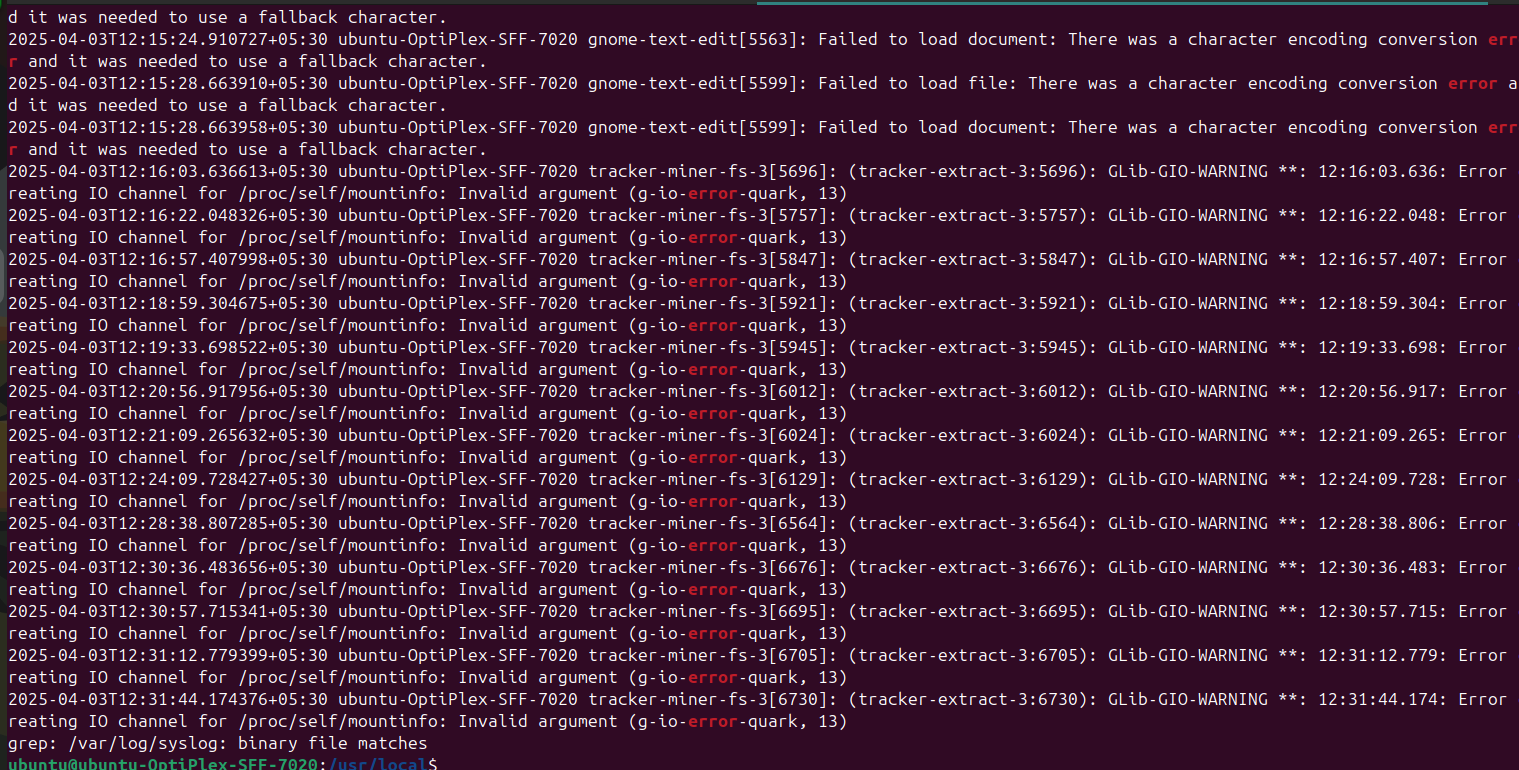 d it was needed to use a fallback character.
2025-04-03T12:15:24.910727+05:30 ubuntu-OptiPlex-SFF-7020 gnome-text-edit[5563]: Failed to load document: There was a character encoding conversion err
r and it was needed to use a fallback character.
2025-04-03T12:15:28.663910+05:30 ubuntu-OptiPlex-SFF-7020 gnome-text-edit[5599]: Failed to load file: There was a character encoding conversion error a
d it was needed to use a fallback character.
2025-04-03T12:15:28.663958+05:30 ubuntu-OptiPlex-SFF-7020 gnome-text-edit[5599]: Failed to load document: There was a character encoding conversion err
r and it was needed to use a fallback character.
2025-04-03T12:16:03.636613+05:30 ubuntu-OptiPlex-SFF-7020 tracker-miner-fs-3[5696]: (tracker-extract-3:5696): GLib-GIO-WARNING **: 12:16:03.636: Error
reating IO channel for /proc/self/mountinfo: Invalid argument (g-io-error-quark, 13)
2025-04-03T12:16:22.048326+05:30 ubuntu-OptiPlex-SFF-7020 tracker-miner-fs-3[5757]: (tracker-extract-3:5757): GLib-GIO-WARNING **: 12:16:22.048: Error
reating IO channel for /proc/self/mountinfo: Invalid argument (g-io-error-quark, 13)
2025-04-03T12:16:57.407998+05:30 ubuntu-OptiPlex-SFF-7020 tracker-miner-fs-3[5847]: (tracker-extract-3:5847): GLib-GIO-WARNING **: 12:16:57.407: Error
reating IO channel for /proc/self/mountinfo: Invalid argument (g-io-error-quark, 13)
2025-04-03T12:18:59.304675+05:30 ubuntu-OptiPlex-SFF-7020 tracker-miner-fs-3[5921]: (tracker-extract-3:5921): GLib-GIO-WARNING **: 12:18:59.304: Error
reating IO channel for /proc/self/mountinfo: Invalid argument (g-io-error-quark, 13)
2025-04-03T12:19:33.698522+05:30 ubuntu-OptiPlex-SFF-7020 tracker-miner-fs-3[5945]: (tracker-extract-3:5945): GLib-GIO-WARNING **: 12:19:33.698: Error
reating IO channel for /proc/self/mountinfo: Invalid argument (g-io-error-quark, 13)
2025-04-03T12:20:56.917956+05:30 ubuntu-OptiPlex-SFF-7020 tracker-miner-fs-3[6012]: (tracker-extract-3:6012): GLib-GIO-WARNING **: 12:20:56.917: Error
reating IO channel for /proc/self/mountinfo: Invalid argument (g-io-error-quark, 13)
2025-04-03T12:21:09.265632+05:30 ubuntu-OptiPlex-SFF-7020 tracker-miner-fs-3[6024]: (tracker-extract-3:6024): GLib-GIO-WARNING **: 12:21:09.265: Error
reating IO channel for /proc/self/mountinfo: Invalid argument (g-io-error-quark, 13)
2025-04-03T12:24:09.728427+05:30 ubuntu-OptiPlex-SFF-7020 tracker-miner-fs-3[6129]: (tracker-extract-3:6129): GLib-GIO-WARNING **: 12:24:09.728: Error
reating IO channel for /proc/self/mountinfo: Invalid argument (g-io-error-quark, 13)
2025-04-03T12:28:38.807285+05:30 ubuntu-OptiPlex-SFF-7020 tracker-miner-fs-3[6564]: (tracker-extract-3:6564): GLib-GIO-WARNING **: 12:28:38.806: Error
reating IO channel for /proc/self/mountinfo: Invalid argument (g-io-error-quark, 13)
2025-04-03T12:30:36.483656+05:30 ubuntu-OptiPlex-SFF-7020 tracker-miner-fs-3[6676]: (tracker-extract-3:6676): GLib-GIO-WARNING **: 12:30:36.483: Error
reating IO channel for /proc/self/mountinfo: Invalid argument (g-io-error-quark, 13)
2025-04-03T12:30:57.715341+05:30 ubuntu-OptiPlex-SFF-7020 tracker-miner-fs-3[6695]: (tracker-extract-3:6695): GLib-GIO-WARNING **: 12:30:57.715: Error
reating IO channel for /proc/self/mountinfo: Invalid argument (g-io-error-quark, 13)
2025-04-03T12:31:12.779399+05:30 ubuntu-OptiPlex-SFF-7020 tracker-miner-fs-3[6705]: (tracker-extract-3:6705): GLib-GIO-WARNING **: 12:31:12.779: Error
reating IO channel for /proc/self/mountinfo: Invalid argument (g-io-error-quark, 13)
2025-04-03T12:31:44.174376+05:30 ubuntu-OptiPlex-SFF-7020 tracker-miner-fs-3[6730]: (tracker-extract-3:6730): GLib-GIO-WARNING **: 12:31:44.174: Error
reating IO channel for /proc/self/mountinfo: Invalid argument (g-io-error-quark, 13)
grep: /var/log/syslog: binary file matches
ubuntu@ubuntu-OptiPlex-SFF-7020:/usr/local$